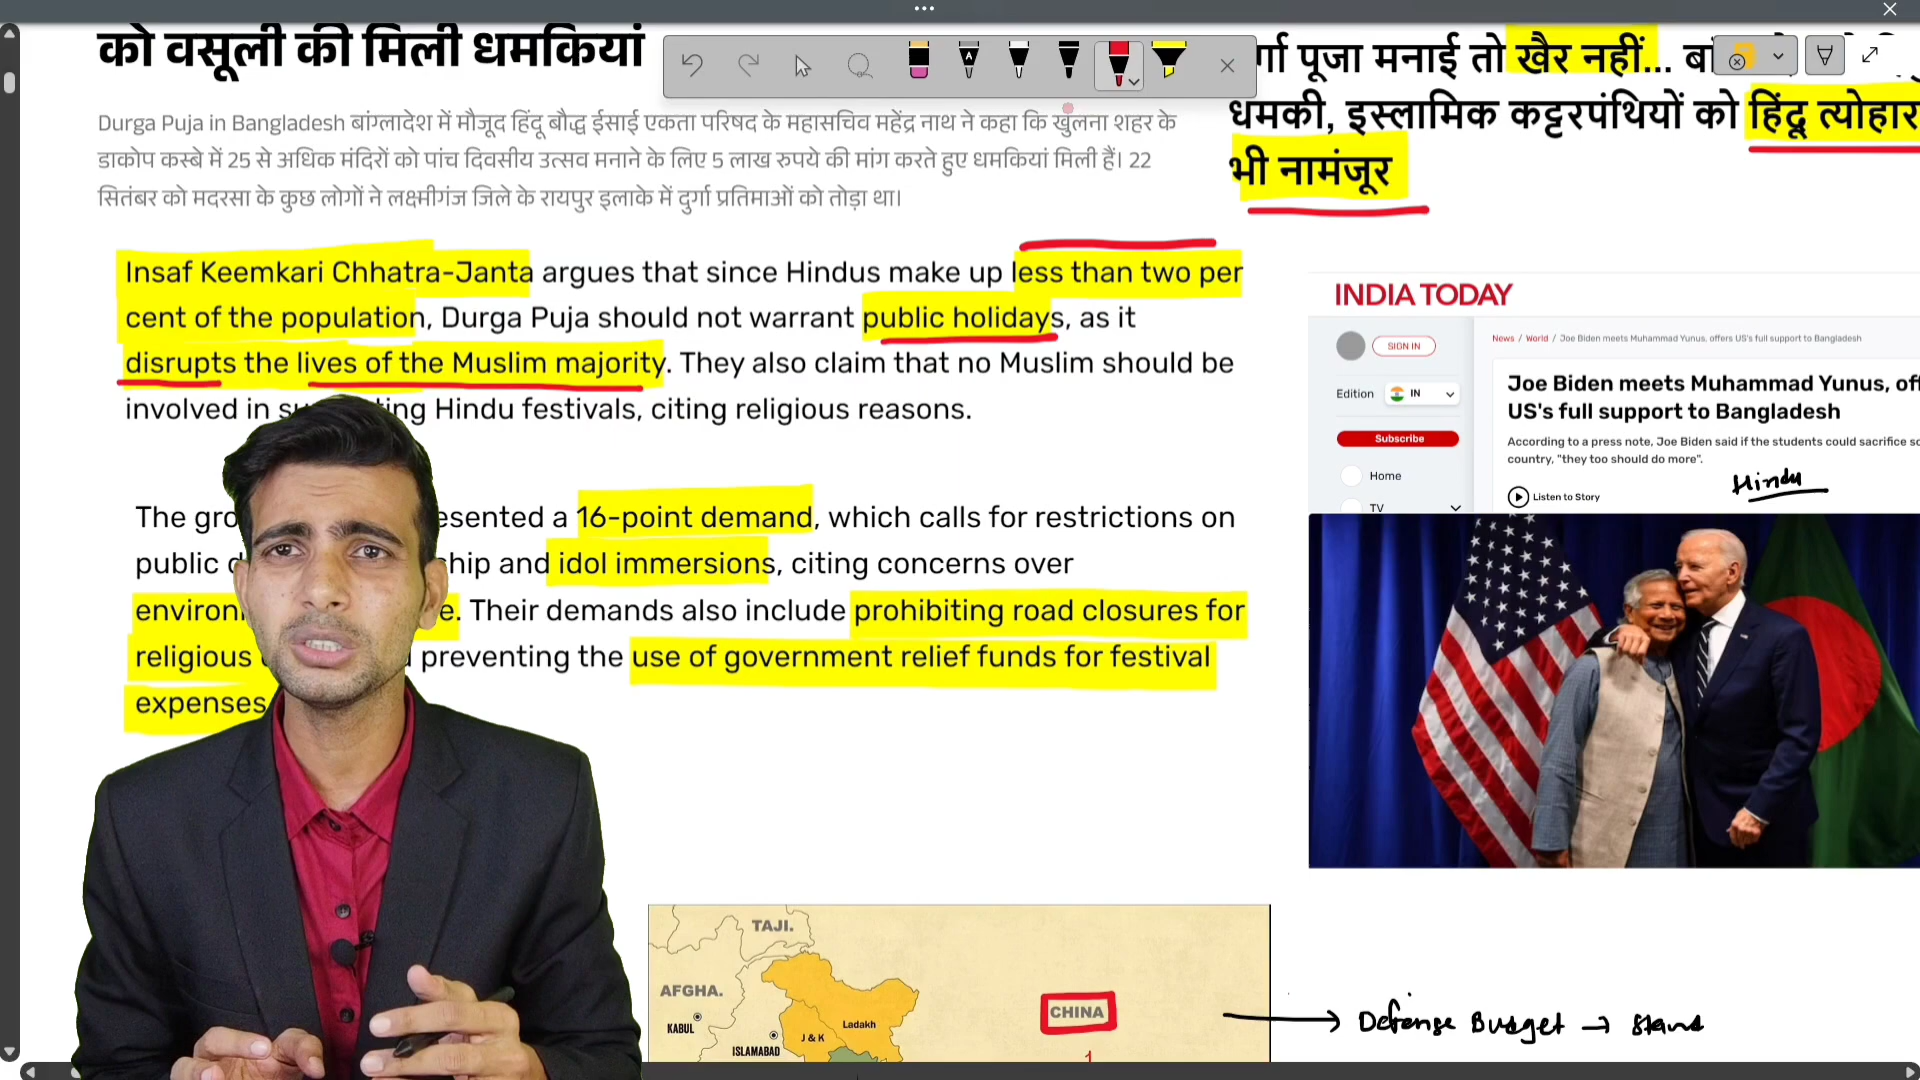 को वसूली की मिली धमकियां
Durga Puja in Bangladesh बांग्लादेश में मौजूद हिंदू बौद्ध ईसाई एकता परिषद के महासचिव महेंद्र नाथ ने कहा कि खुलना शहर के
डाकोप कस्बे में 25 से अधिक मंदिरों को पांच दिवसीय उत्सव मनाने के लिए 5 लाख रुपये की मांग करते हुए धमकियां मिली हैं। 22
सितंबर को मदरसा के कुछ लोगों ने लक्ष्मीगंज जिले के रायपुर इलाके में दुर्गा प्रतिमाओं को तोड़ा था।
Insaf Keemkari Chhatra-Janta argues that since Hindus make up less than two per
cent of the population, Durga Puja should not warrant public holidays, as it
disrupts the lives of the Muslim majority. They also claim that no Muslim should be
involved in Hindu festivals, citing religious reasons.
The a 16-point demand, which calls for restrictions on
public and idol immersions, citing concerns over
Their demands also include prohibiting road closures for
religious preventing the use of government relief funds for festival
expenses
पूजा मनाई तो खैर नहीं...
धमकी, इस्लामिक कट्टरपंथियों को हिंदू त्योहार
भी नामंजूर
INDIA TODAY
SIGN IN
Edition IN
Subscribe
Home
TV
News / World / Joe Biden meets Muhammad Yunus, offers US's full support to Bangladesh
Joe Biden meets Muhammad Yunus,
US's full support to Bangladesh
According to a press note, Joe Biden said if the students could sacrifice
country, "they too should do more".
Listen to Story
Hindu
TAJI.
AFGHA.
KABUL
ISLAMABAD
J & K
Ladakh
CHINA
1
Defense Budget →